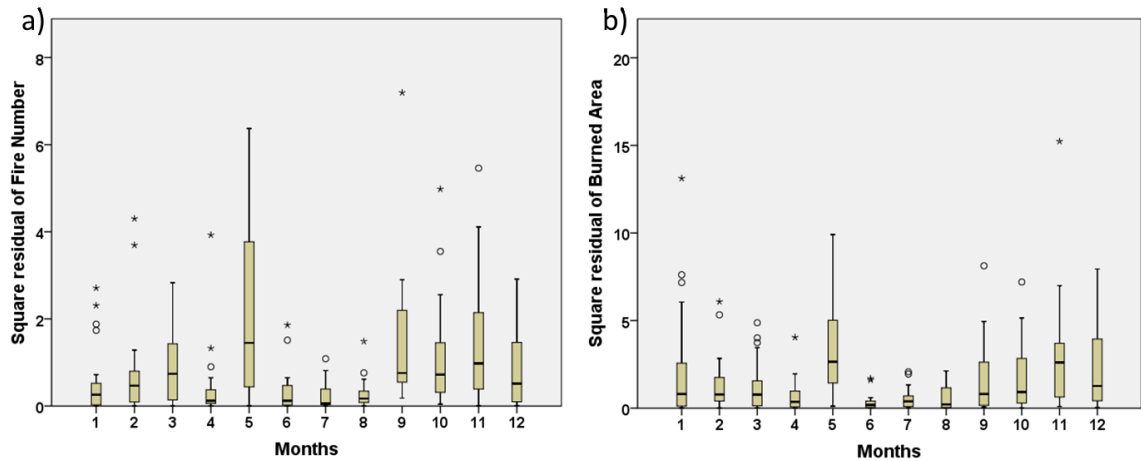 a)
Square residual of Fire Number
8
6
4
2
0
1 2 3 4 5 6 7 8 9 10 11 12
Months
b)
Square residual of Burned Area
20
15
10
5
0
1 2 3 4 5 6 7 8 9 10 11 12
Months